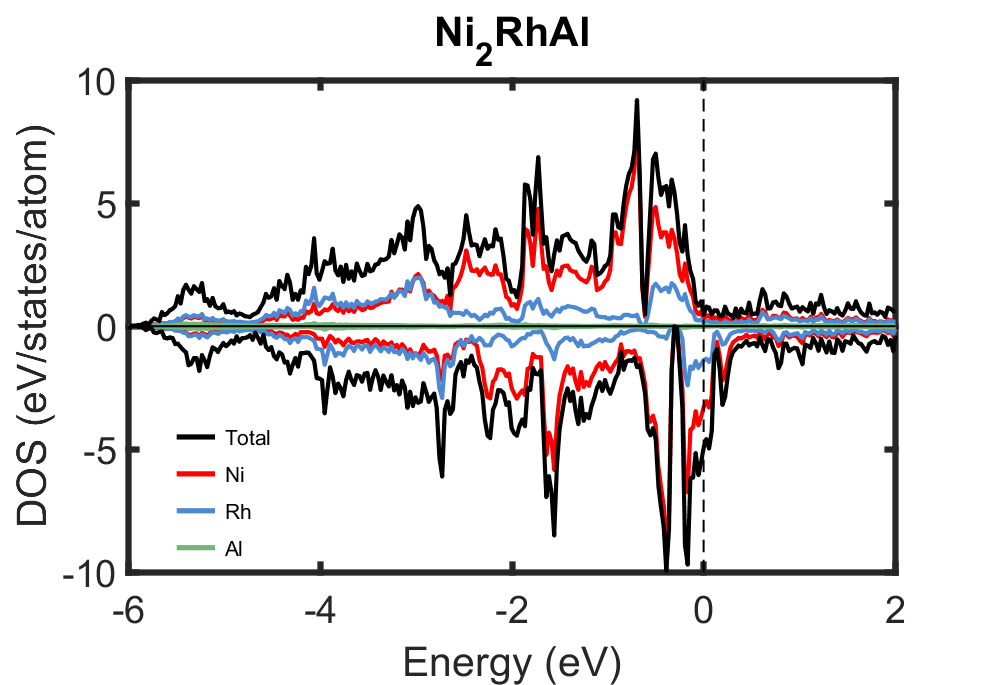 Ni₂RhAl
DOS (eV/states/atom)
10
5
0
-5
-10
Total
Ni
Rh
Al
-6 -4 -2 0 2
Energy (eV)